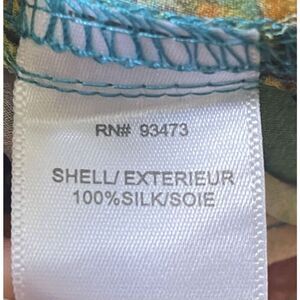 RN# 93473
SHELL/ EXTERIEUR
100%SILK/SOIE